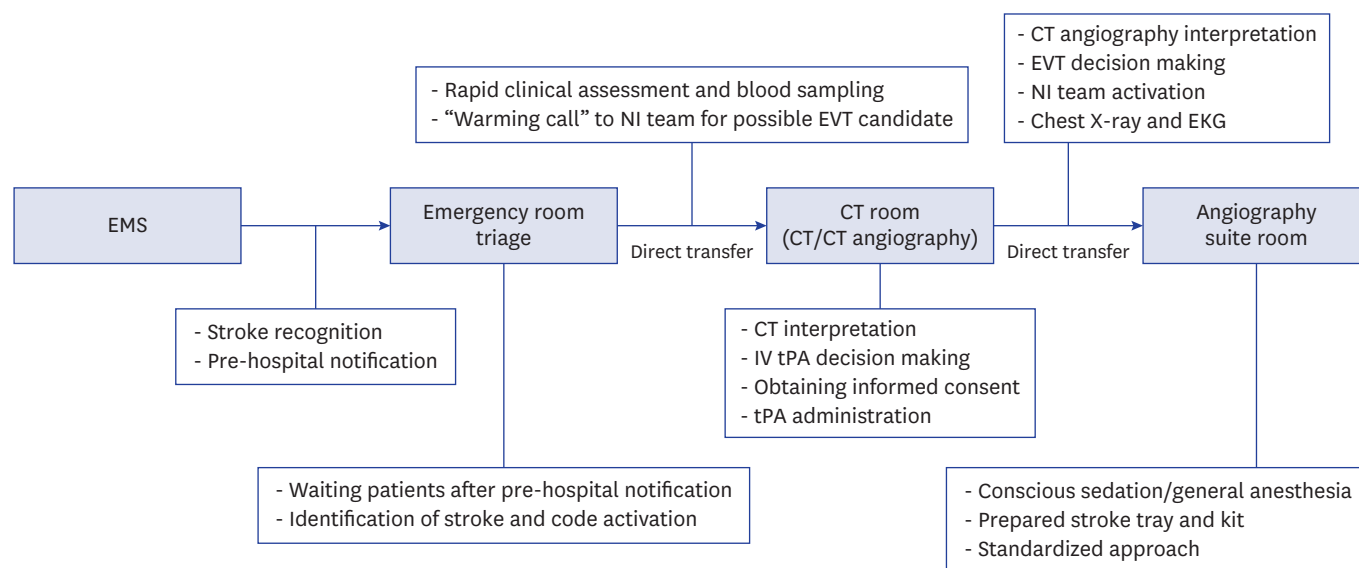 - CT angiography interpretation
- EVT decision making
- NI team activation
- Chest X-ray and EKG
- Rapid clinical assessment and blood sampling
- “Warming call” to NI team for possible EVT candidate
EMS
Emergency room
triage
Direct transfer
CT room
(CT/CT angiography)
Direct transfer
Angiography
suite room
- Stroke recognition
- Pre-hospital notification
- CT interpretation
- IV tPA decision making
- Obtaining informed consent
- tPA administration
- Waiting patients after pre-hospital notification
- Identification of stroke and code activation
- Conscious sedation/general anesthesia
- Prepared stroke tray and kit
- Standardized approach